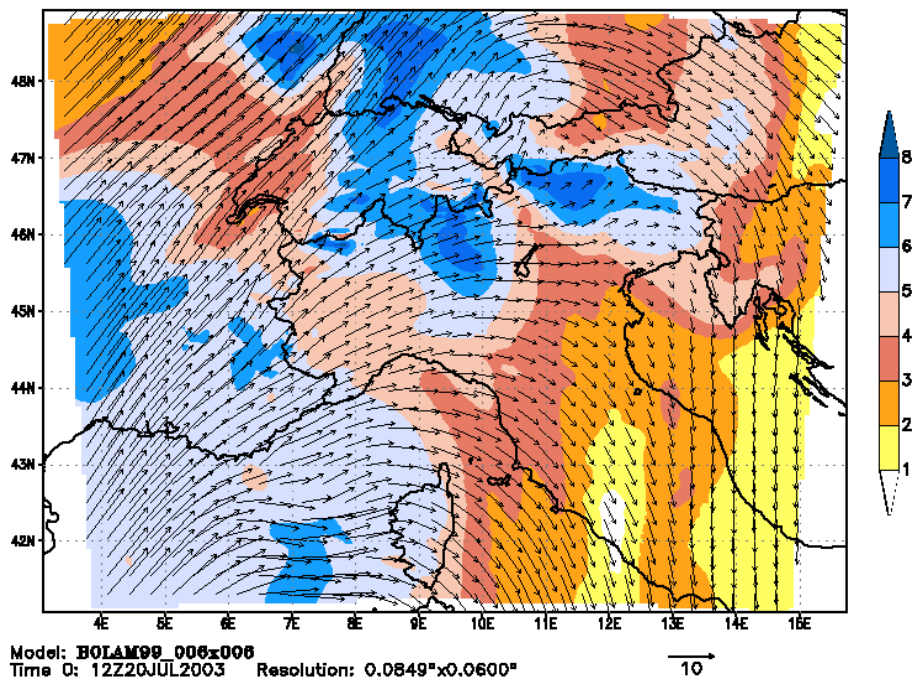 48N
47N
46N
45N
44N
43N
42N
4E 5E 6E 7E 8E 9E 10E 11E 12E 13E 14E 15E 16E
8
7
6
5
4
3
2
1
Model: BOLAM99_006x006
Time 0: 12Z20JUL2003 Resolution: 0.0849°x0.0600°
10